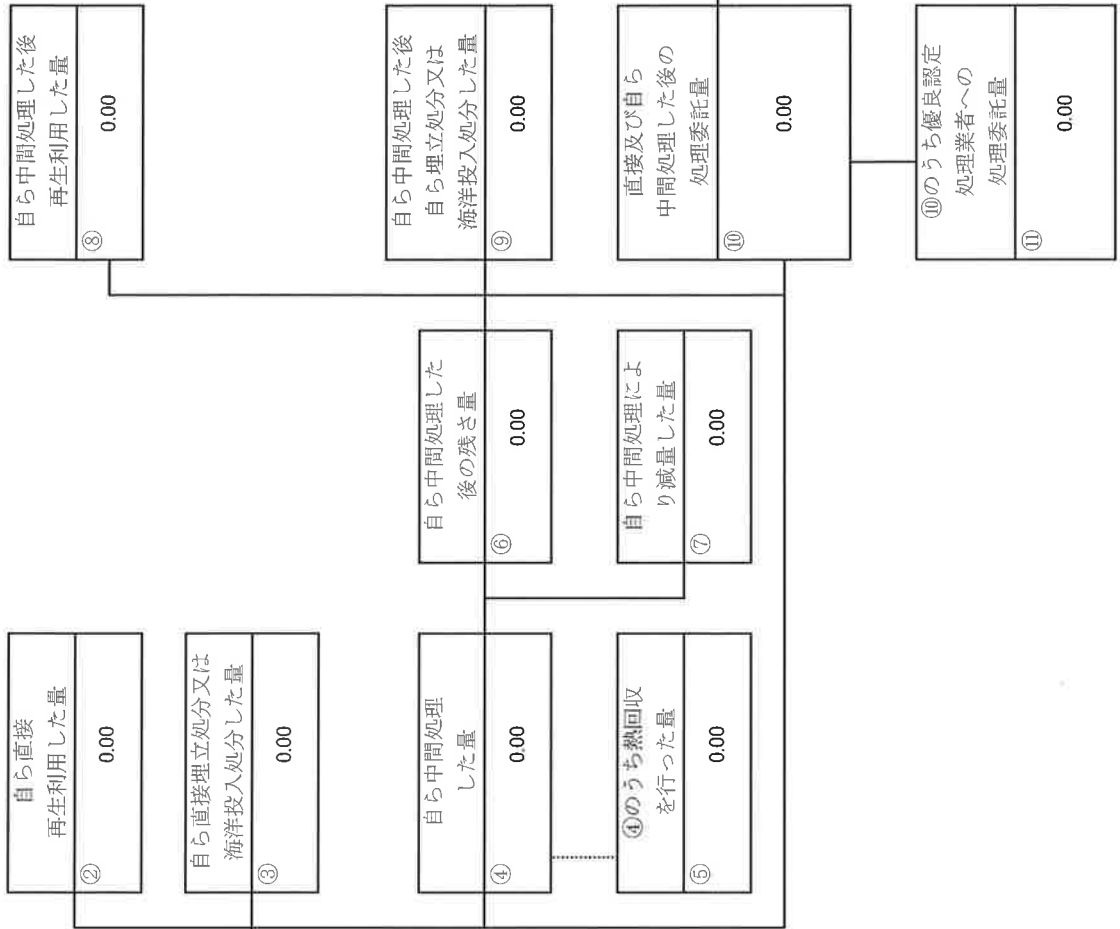 自ら直接
再生利用した量
②
0.00
自ら直接埋立処分又は
海洋投入処分した量
③
0.00
自ら中間処理
した量
④
0.00
④のうち熱回収
を行った量
⑤
0.00
自ら中間処理した
後の残さ量
⑥
0.00
自ら中間処理によ
り減量した量
⑦
0.00
自ら中間処理した後
再生利用した量
⑧
0.00
自ら中間処理した後
自ら埋立処分又は
海洋投入処分した量
⑨
0.00
直接及び自ら
中間処理した後の
処理委託量
⑩
0.00
⑩のうち優良認定
処理業者への
処理委託量
⑪
0.00